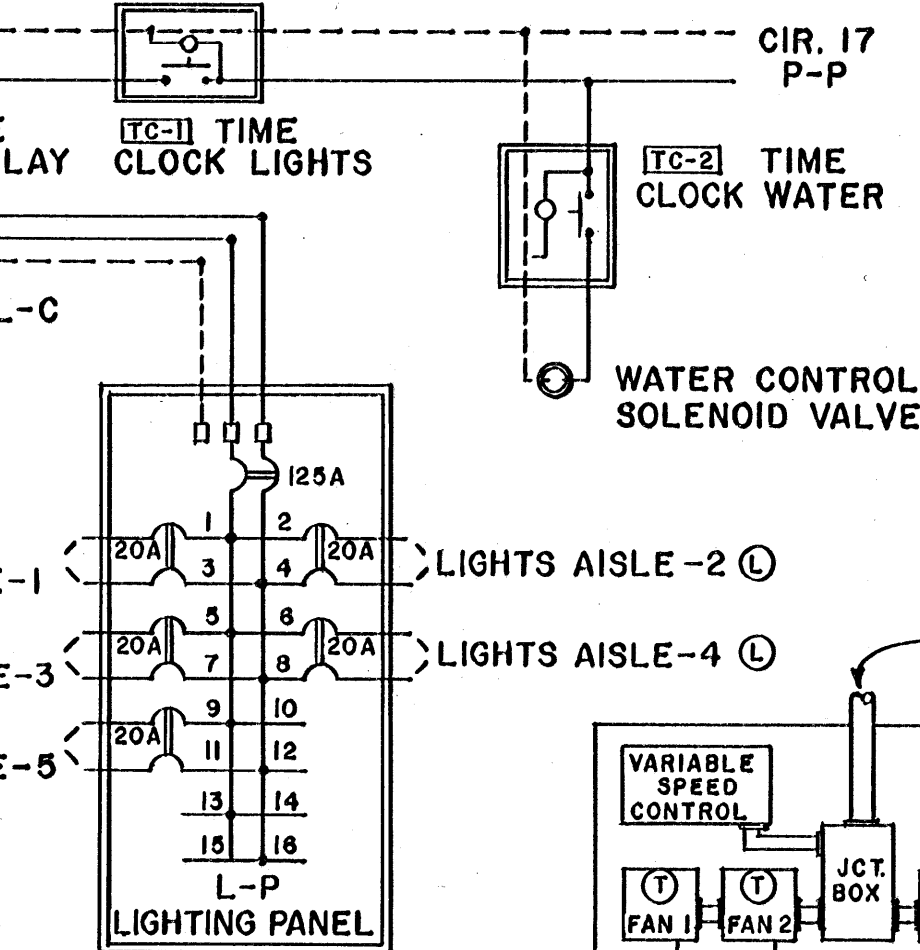 CIR. 17
P-P
LAY
TC-1 TIME
CLOCK LIGHTS
TC-2 TIME
CLOCK WATER
L-C
WATER CONTROL
SOLENOID VALVE
125A
1 2
20A 20A
3 4
E-1
LIGHTS AISLE-2 L
5 6
20A 20A
7 8
E-3
LIGHTS AISLE-4 L
9 10
20A
11 12
E-5
13 14
15 16
L-P
LIGHTING PANEL
VARIABLE
SPEED
CONTROL
JCT.
BOX
T
FAN 1
T
FAN 2